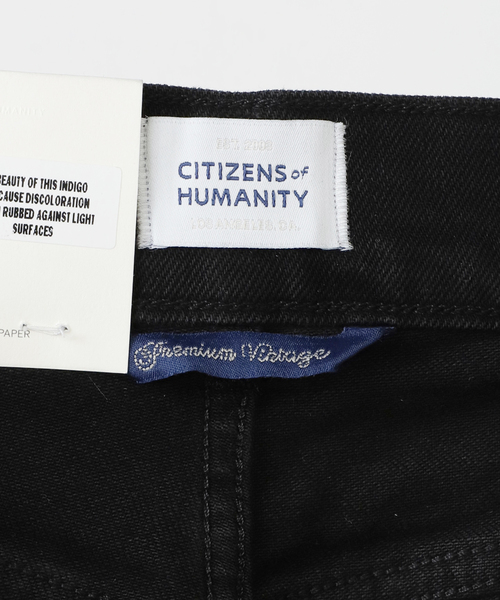 BEAUTY OF THIS INDIGO
CAUSE DISCOLORATION
RUBBED AGAINST LIGHT
SURFACES
PAPER
CITIZENS of
HUMANITY
Premium Vintage